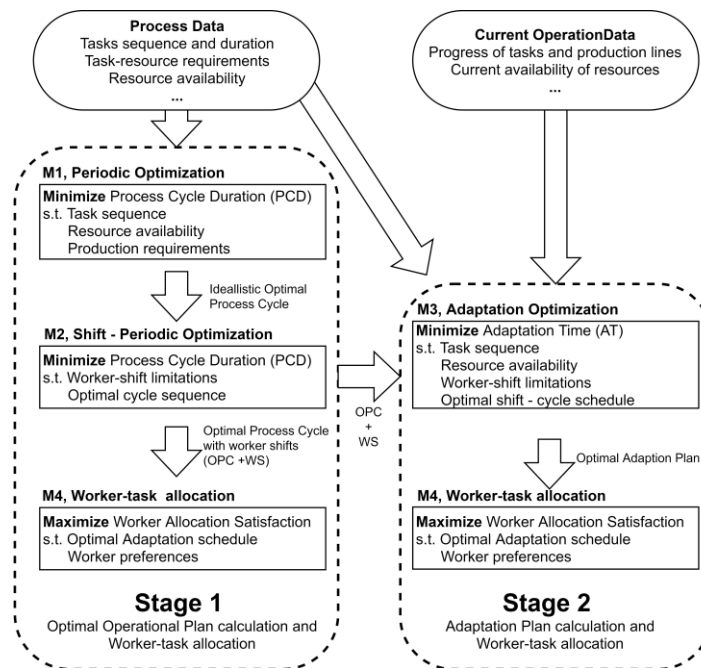 Process Data
Tasks sequence and duration
Task-resource requirements
Resource availability
...
Current OperationData
Progress of tasks and production lines
Current availability of resources
...
M1, Periodic Optimization
Minimize Process Cycle Duration (PCD)
s.t. Task sequence
Resource availability
Production requirements
Ideallistic Optimal
Process Cycle
M2, Shift - Periodic Optimization
Minimize Process Cycle Duration (PCD)
s.t. Worker-shift limitations
Optimal cycle sequence
Optimal Process Cycle
with worker shifts
(OPC +WS)
M4, Worker-task allocation
Maximize Worker Allocation Satisfaction
s.t. Optimal Adaptation schedule
Worker preferences
Stage 1
Optimal Operational Plan calculation and
Worker-task allocation
OPC
+
WS
M3, Adaptation Optimization
Minimize Adaptation Time (AT)
s.t. Task sequence
Resource availability
Worker-shift limitations
Optimal shift - cycle schedule
Optimal Adaption Plan
M4, Worker-task allocation
Maximize Worker Allocation Satisfaction
s.t. Optimal Adaptation schedule
Worker preferences
Stage 2
Adaptation Plan calculation and
Worker-task allocation